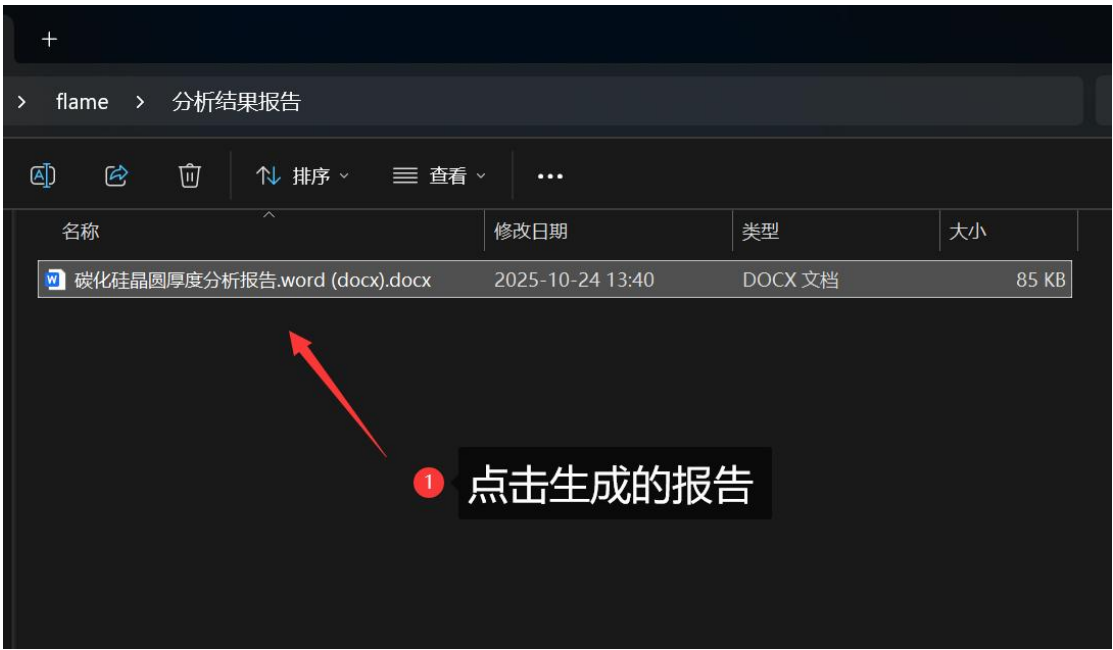 flame > 分析结果报告
排序 查看
名称 修改日期 类型 大小
碳化硅晶圆厚度分析报告.word (docx).docx 2025-10-24 13:40 DOCX 文档 85 KB
1 点击生成的报告